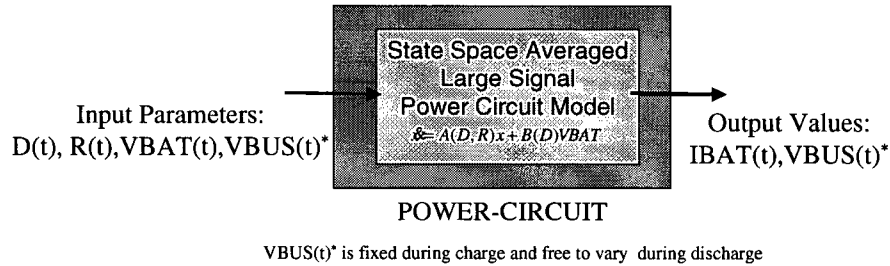 State Space Averaged
Large Signal
Power Circuit Model
&= A(D,R)x + B(D)VBAT
Input Parameters:
D(t), R(t),VBAT(t),VBUS(t)*
Output Values:
IBAT(t),VBUS(t)*
POWER-CIRCUIT
VBUS(t)* is fixed during charge and free to vary during discharge